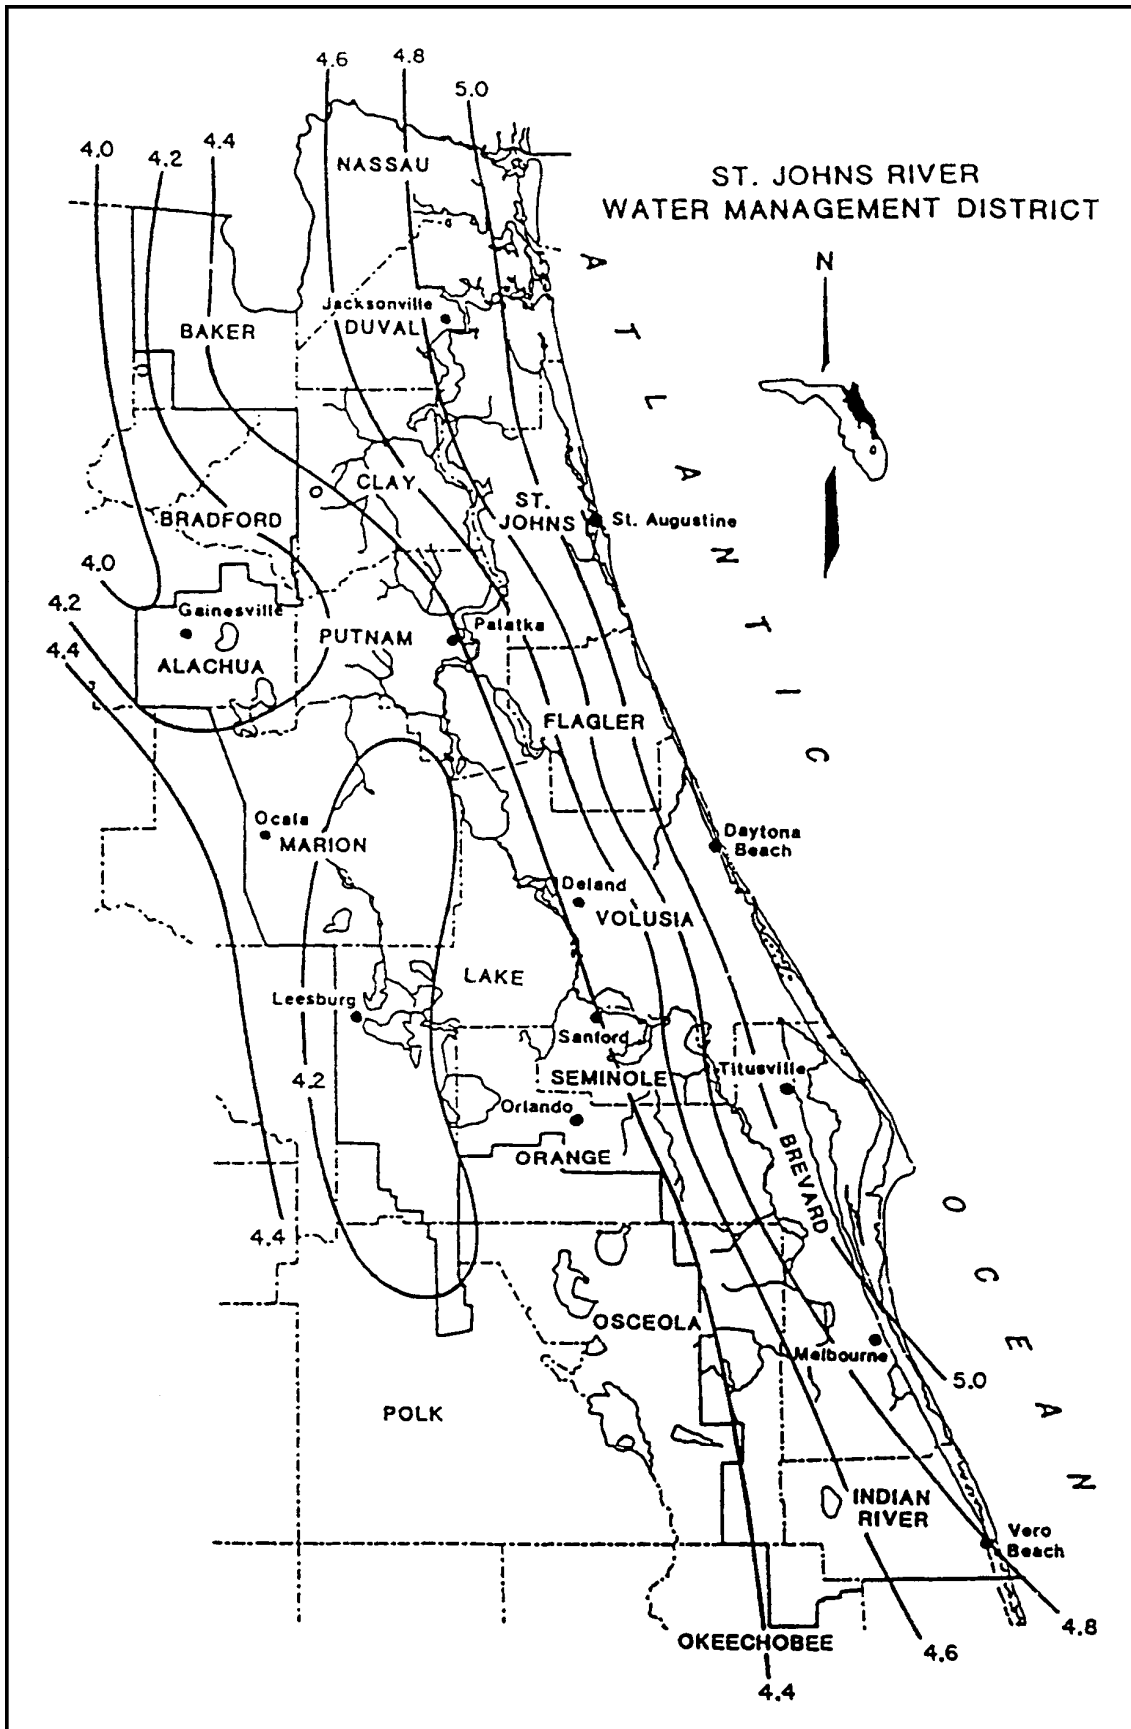 4.6
4.8
5.0
4.0
4.2
4.4
NASSAU
ST. JOHNS RIVER
WATER MANAGEMENT DISTRICT
N
ATLANTIC
Jacksonville
DUVAL
BAKER
CLAY
ST.
JOHNS
St. Augustine
BRADFORD
4.0
4.2
4.4
Gainesville
ALACHUA
PUTNAM
Palatka
FLAGLER
Ocala
MARION
Daytona
Beach
Deland
VOLUSIA
LAKE
Leesburg
Sanford
SEMINOLE
Titusville
4.2
Orlando
ORANGE
BREVARD
OCEAN
4.4
OSCEOLA
Melbourne
5.0
POLK
INDIAN
RIVER
Vero
Beach
4.8
OKEECHOBEE
4.6
4.4